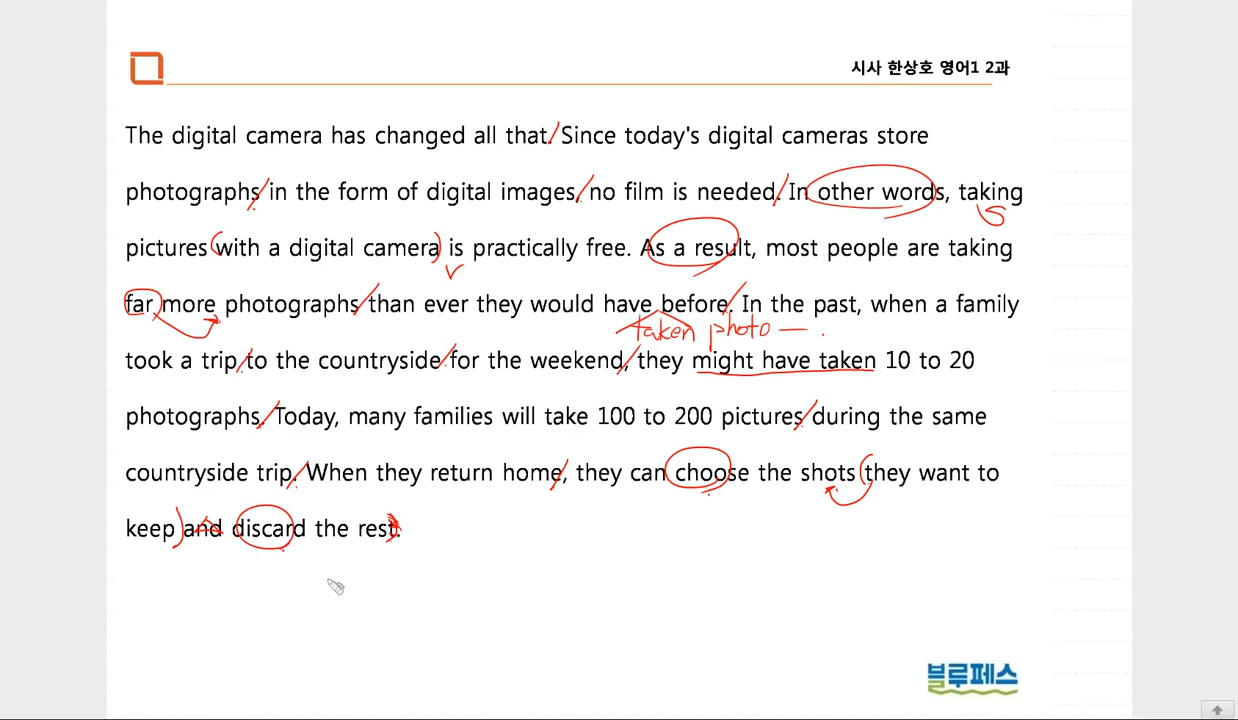 시사 한상호 영어1 2과
The digital camera has changed all that. Since today's digital cameras store
photographs in the form of digital images, no film is needed. In other words, taking
S
pictures with a digital camera is practically free. As a result, most people are taking
V
far more photographs than ever they would have before. In the past, when a family
taken photo
took a trip to the countryside for the weekend, they might have taken 10 to 20
photographs. Today, many families will take 100 to 200 pictures during the same
countryside trip. When they return home, they can choose the shots they want to
keep and discard the rest.
블루페스